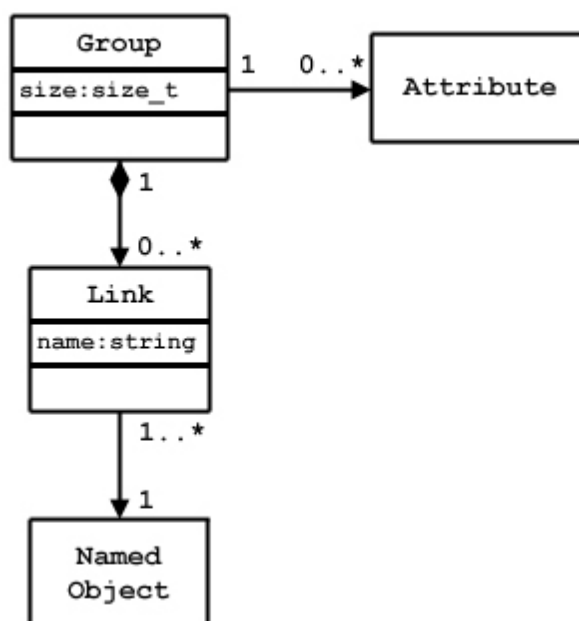 Group
size:size_t
1 0..*
Attribute
1
0..*
Link
name:string
1..*
1
Named
Object